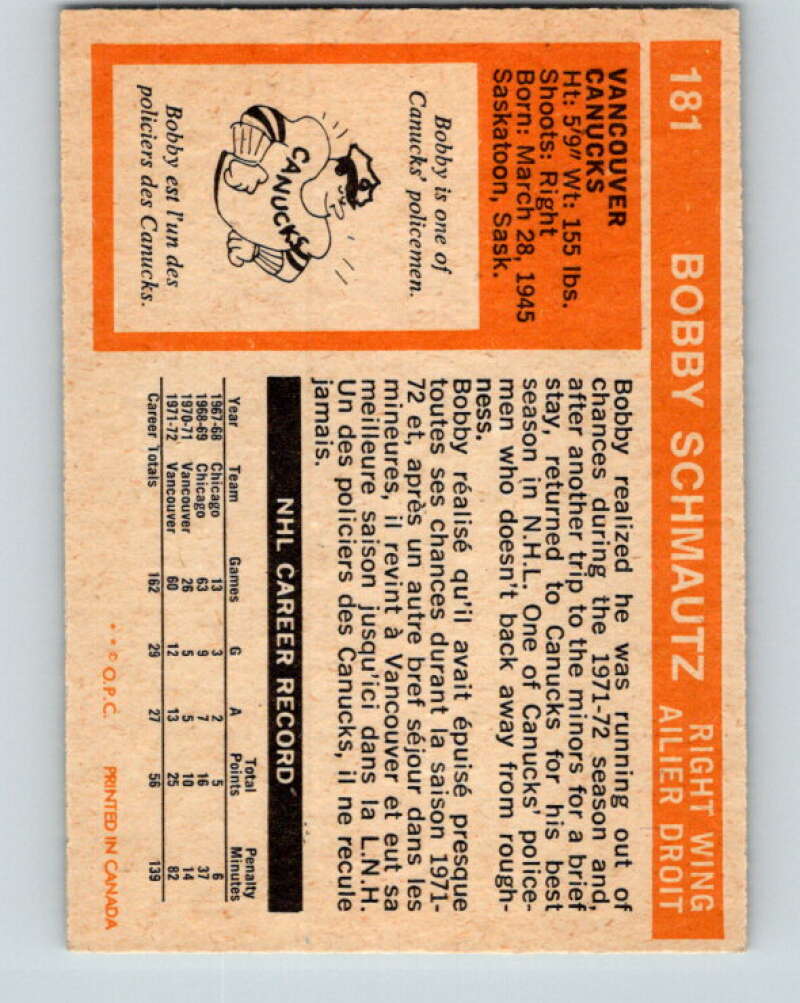 181 BOBBY SCHMAUTZ RIGHT WING
AILIER DROIT
VANCOUVER
CANUCKS
Ht: 5'9" Wt: 155 lbs.
Shoots: Right
Born: March 28, 1945
Saskatoon, Sask.
Bobby is one of
Canucks' policemen.
CANUCKS
Bobby est l'un des
policiers des Canucks.
Bobby realized he was running out of
chances during the 1971-72 season and,
after another trip to the minors for a brief
stay, returned to Canucks for his best
season in N.H.L. One of Canucks' police-
men who doesn't back away from rough-
ness.
Bobby réalisé qu'il avait épuisé presque
toutes ses chances durant la saison 1971-
72 et, après un autre bref séjour dans les
mineures, il revint à Vancouver et eut sa
meilleure saison jusqu'ici dans la L.N.H.
Un des policiers des Canucks, il ne recule
jamais.
NHL CAREER RECORD
Year Team Games G A Total Points Penalty Minutes
1967-68 Chicago 13 3 2 5 6
1968-69 Chicago 63 9 7 16 37
1970-71 Vancouver 26 5 5 10 14
1971-72 Vancouver 60 12 13 25 82
Career Totals 162 29 27 56 139
* * © O.P.C. PRINTED IN CANADA